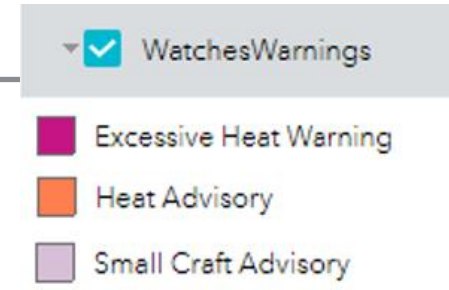 WatchesWarnings
Excessive Heat Warning
Heat Advisory
Small Craft Advisory